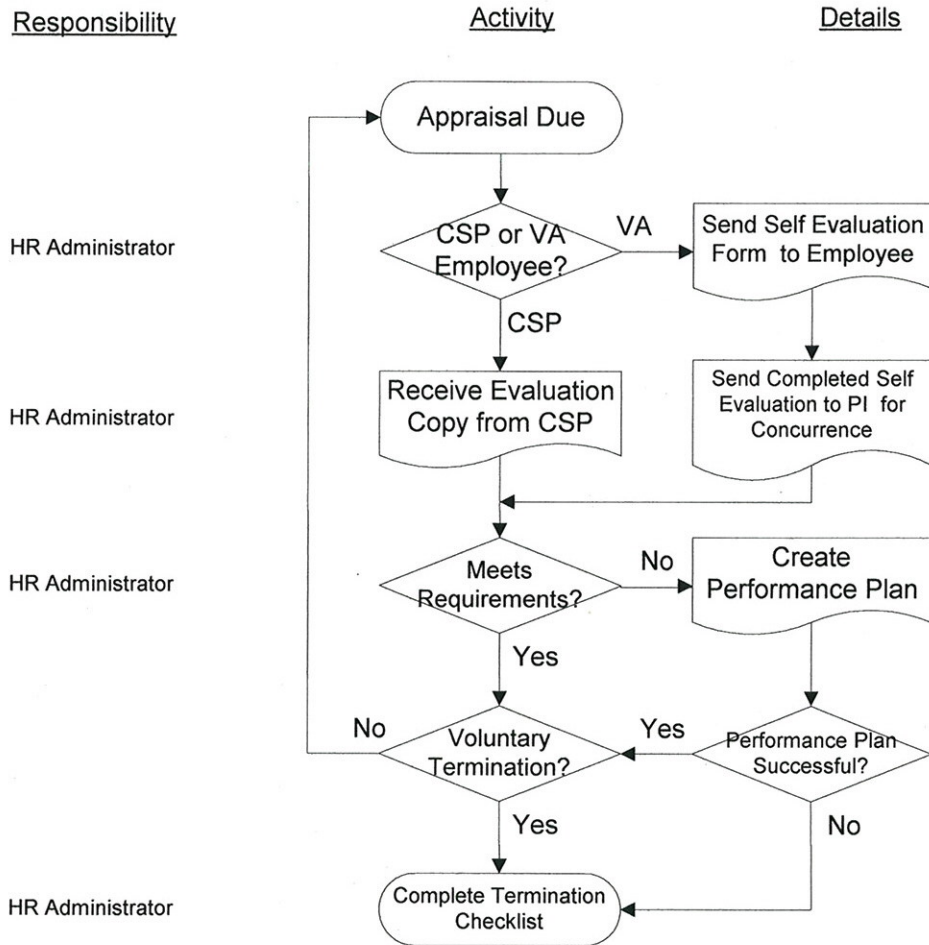 Responsibility
Activity
Details
Appraisal Due
HR Administrator
CSP or VA
Employee?
VA
Send Self Evaluation
Form to Employee
CSP
HR Administrator
Receive Evaluation
Copy from CSP
Send Completed Self
Evaluation to PI for
Concurrence
HR Administrator
Meets
Requirements?
No
Create
Performance Plan
Yes
No
Voluntary
Termination?
Yes
Performance Plan
Successful?
Yes
No
HR Administrator
Complete Termination
Checklist